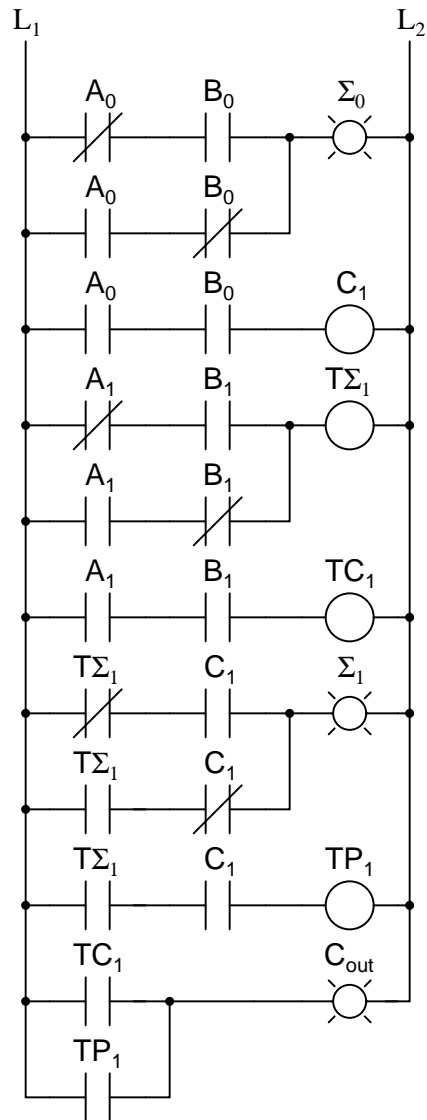 L₁ L₂
A₀ B₀ Σ₀
A₀ B₀
A₀ B₀ C₁
A₁ B₁ TΣ₁
A₁ B₁
A₁ B₁ TC₁
TΣ₁ C₁ Σ₁
TΣ₁ C₁
TΣ₁ C₁ TP₁
TC₁ Cout
TP₁